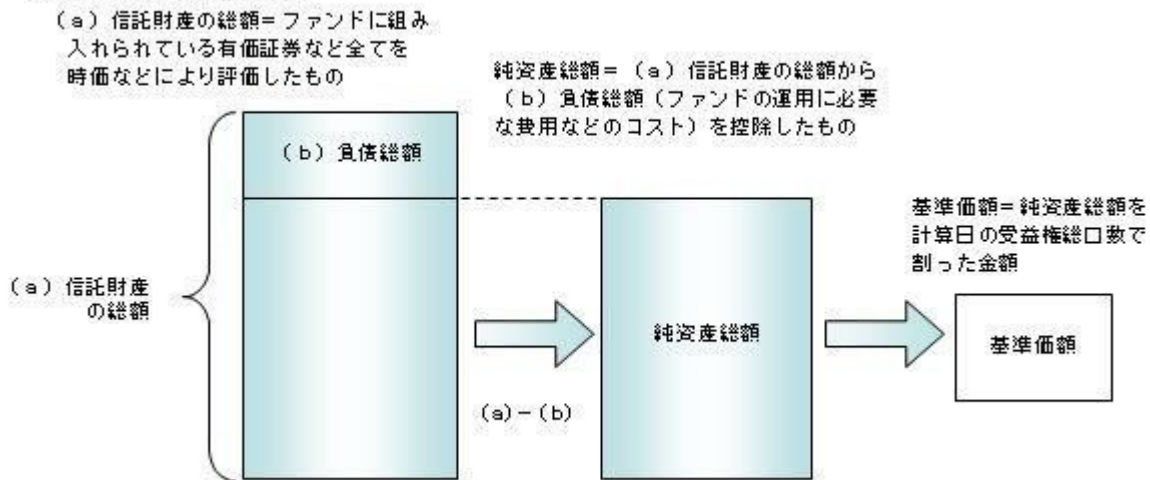 (a)信託財産の総額=ファンドに組み
入れられている有価証券など全てを
時価などにより評価したもの
純資産総額=(a)信託財産の総額から
(b)負債総額(ファンドの運用に必要
な費用などのコスト)を控除したもの
(b)負債総額
基準価額=純資産総額を
計算日の受益権総口数で
割った金額
(a)信託財産
の総額
純資産総額
基準価額
(a)-(b)